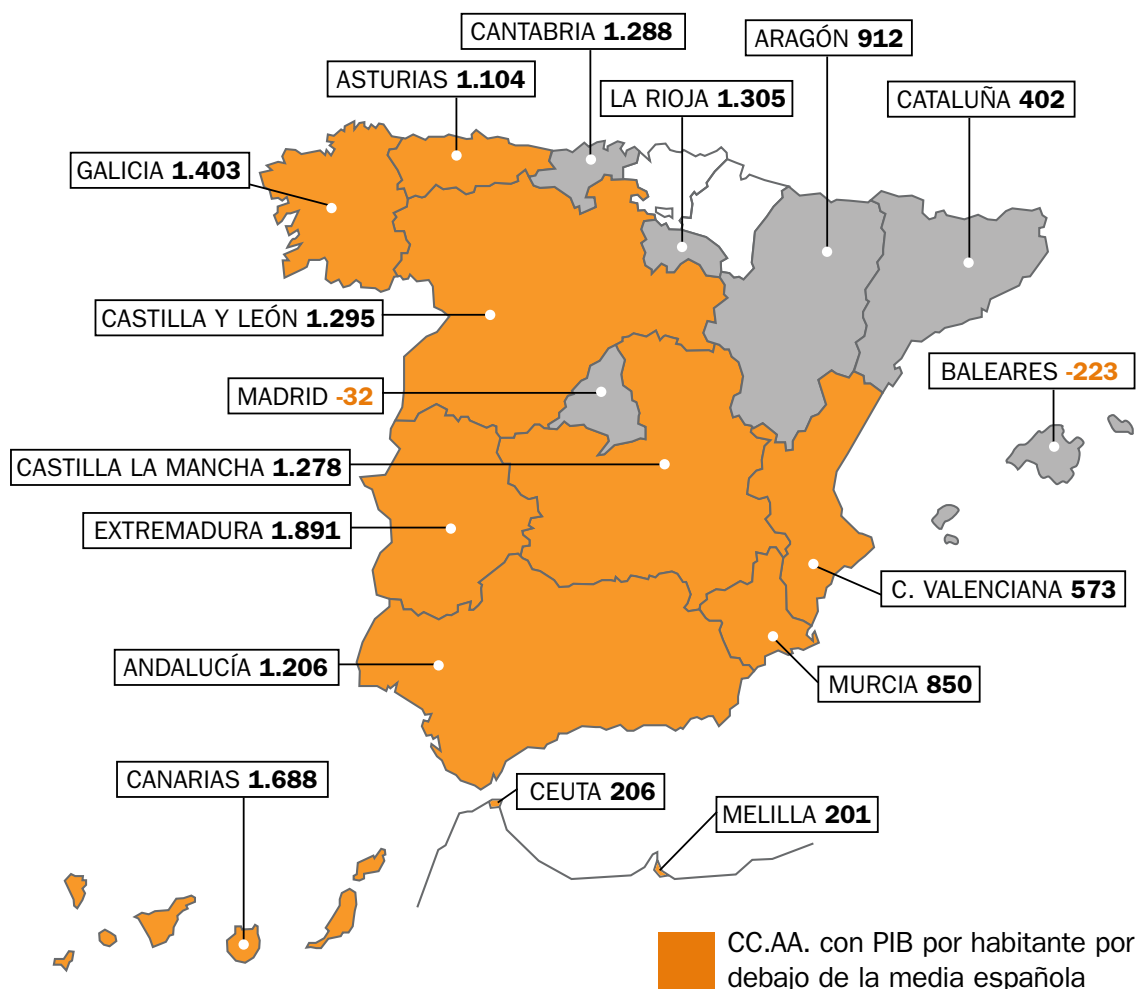 CANTABRIA 1.288
ARAGÓN 912
ASTURIAS 1.104
LA RIOJA 1.305
CATALUÑA 402
GALICIA 1.403
CASTILLA Y LEÓN 1.295
BALEARES -223
MADRID -32
CASTILLA LA MANCHA 1.278
EXTREMADURA 1.891
C. VALENCIANA 573
ANDALUCÍA 1.206
MURCIA 850
CANARIAS 1.688
CEUTA 206
MELILLA 201
CC.AA. con PIB por habitante por
debajo de la media española